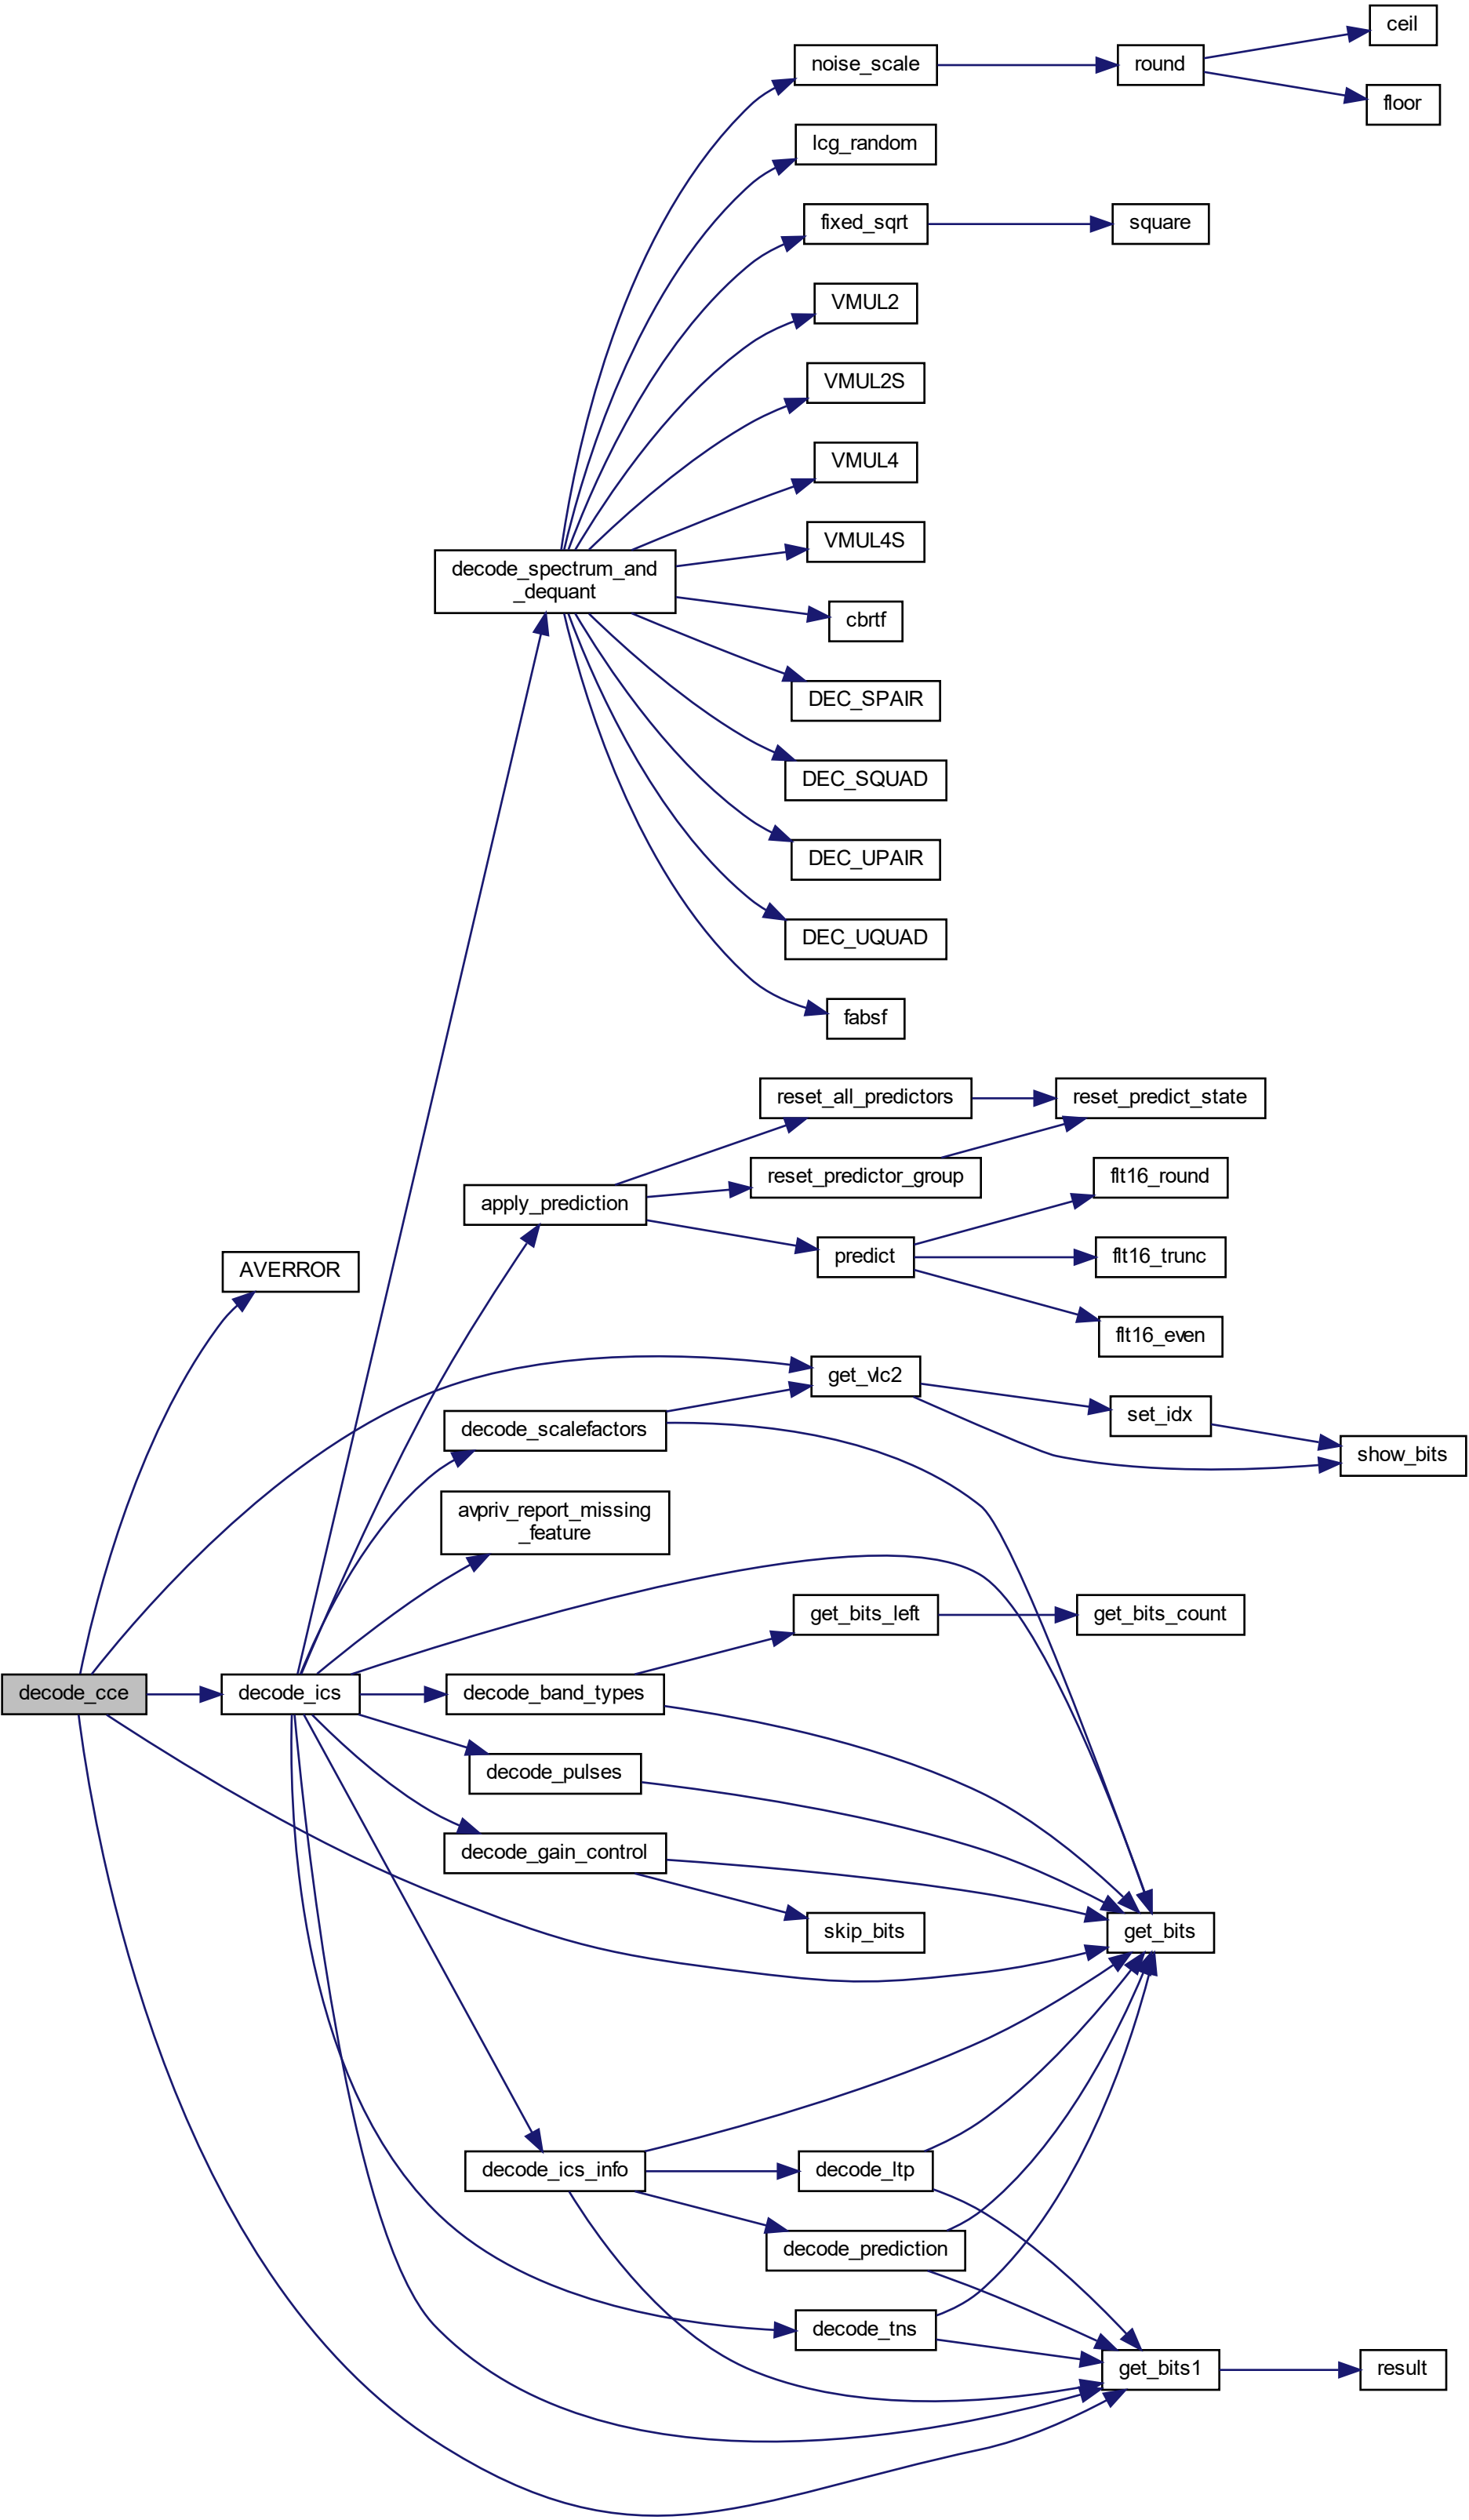 ceil
noise_scale
round
floor
lcg_random
fixed_sqrt
square
VMUL2
VMUL2S
VMUL4
VMUL4S
decode_spectrum_and
_dequant
cbrtf
DEC_SPAIR
DEC_SQUAD
DEC_UPAIR
DEC_UQUAD
fabsf
reset_all_predictors
reset_predict_state
reset_predictor_group
flt16_round
apply_prediction
predict
flt16_trunc
AVERROR
flt16_even
get_vlc2
set_idx
decode_scalefactors
show_bits
avpriv_report_missing
_feature
get_bits_left
get_bits_count
decode_cce
decode_ics
decode_band_types
decode_pulses
decode_gain_control
skip_bits
get_bits
decode_ics_info
decode_ltp
decode_prediction
decode_tns
get_bits1
result